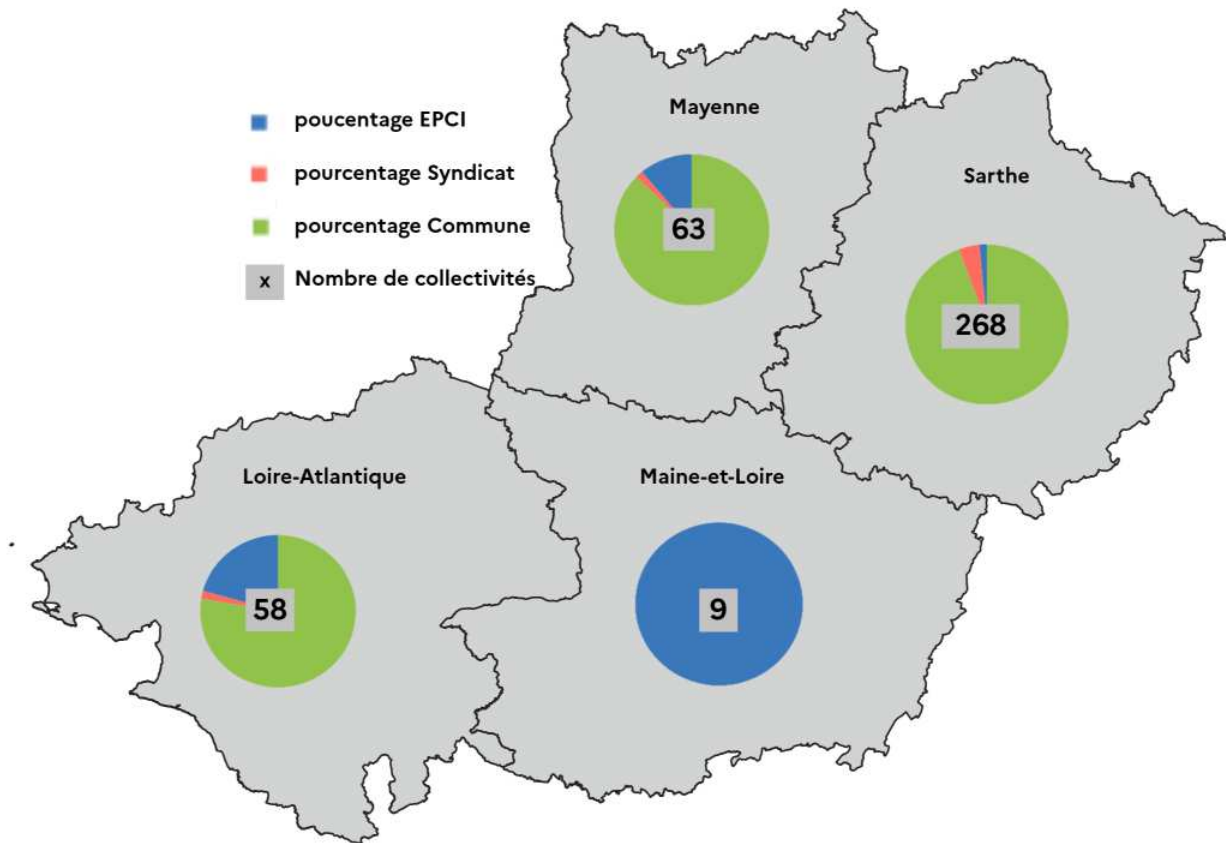 poucentage EPCI
pourcentage Syndicat
pourcentage Commune
x Nombre de collectivités
Mayenne
63
Sarthe
268
Loire-Atlantique
58
Maine-et-Loire
9